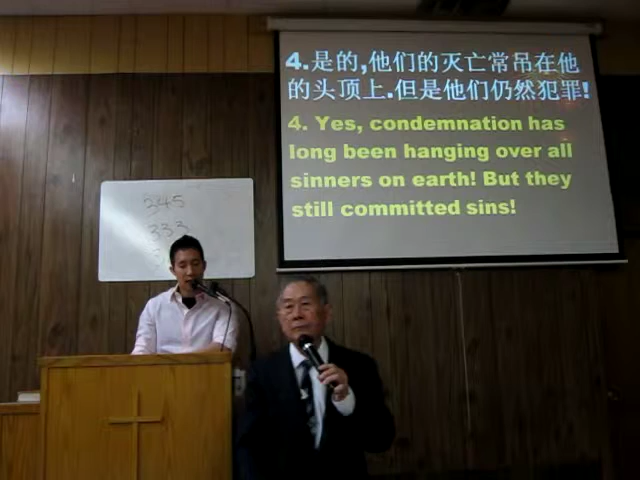 4.是的,他们的灭亡常吊在他
的头顶上.但是他们仍然犯罪!
4. Yes, condemnation has
long been hanging over all
sinners on earth! But they
still committed sins!
345
333